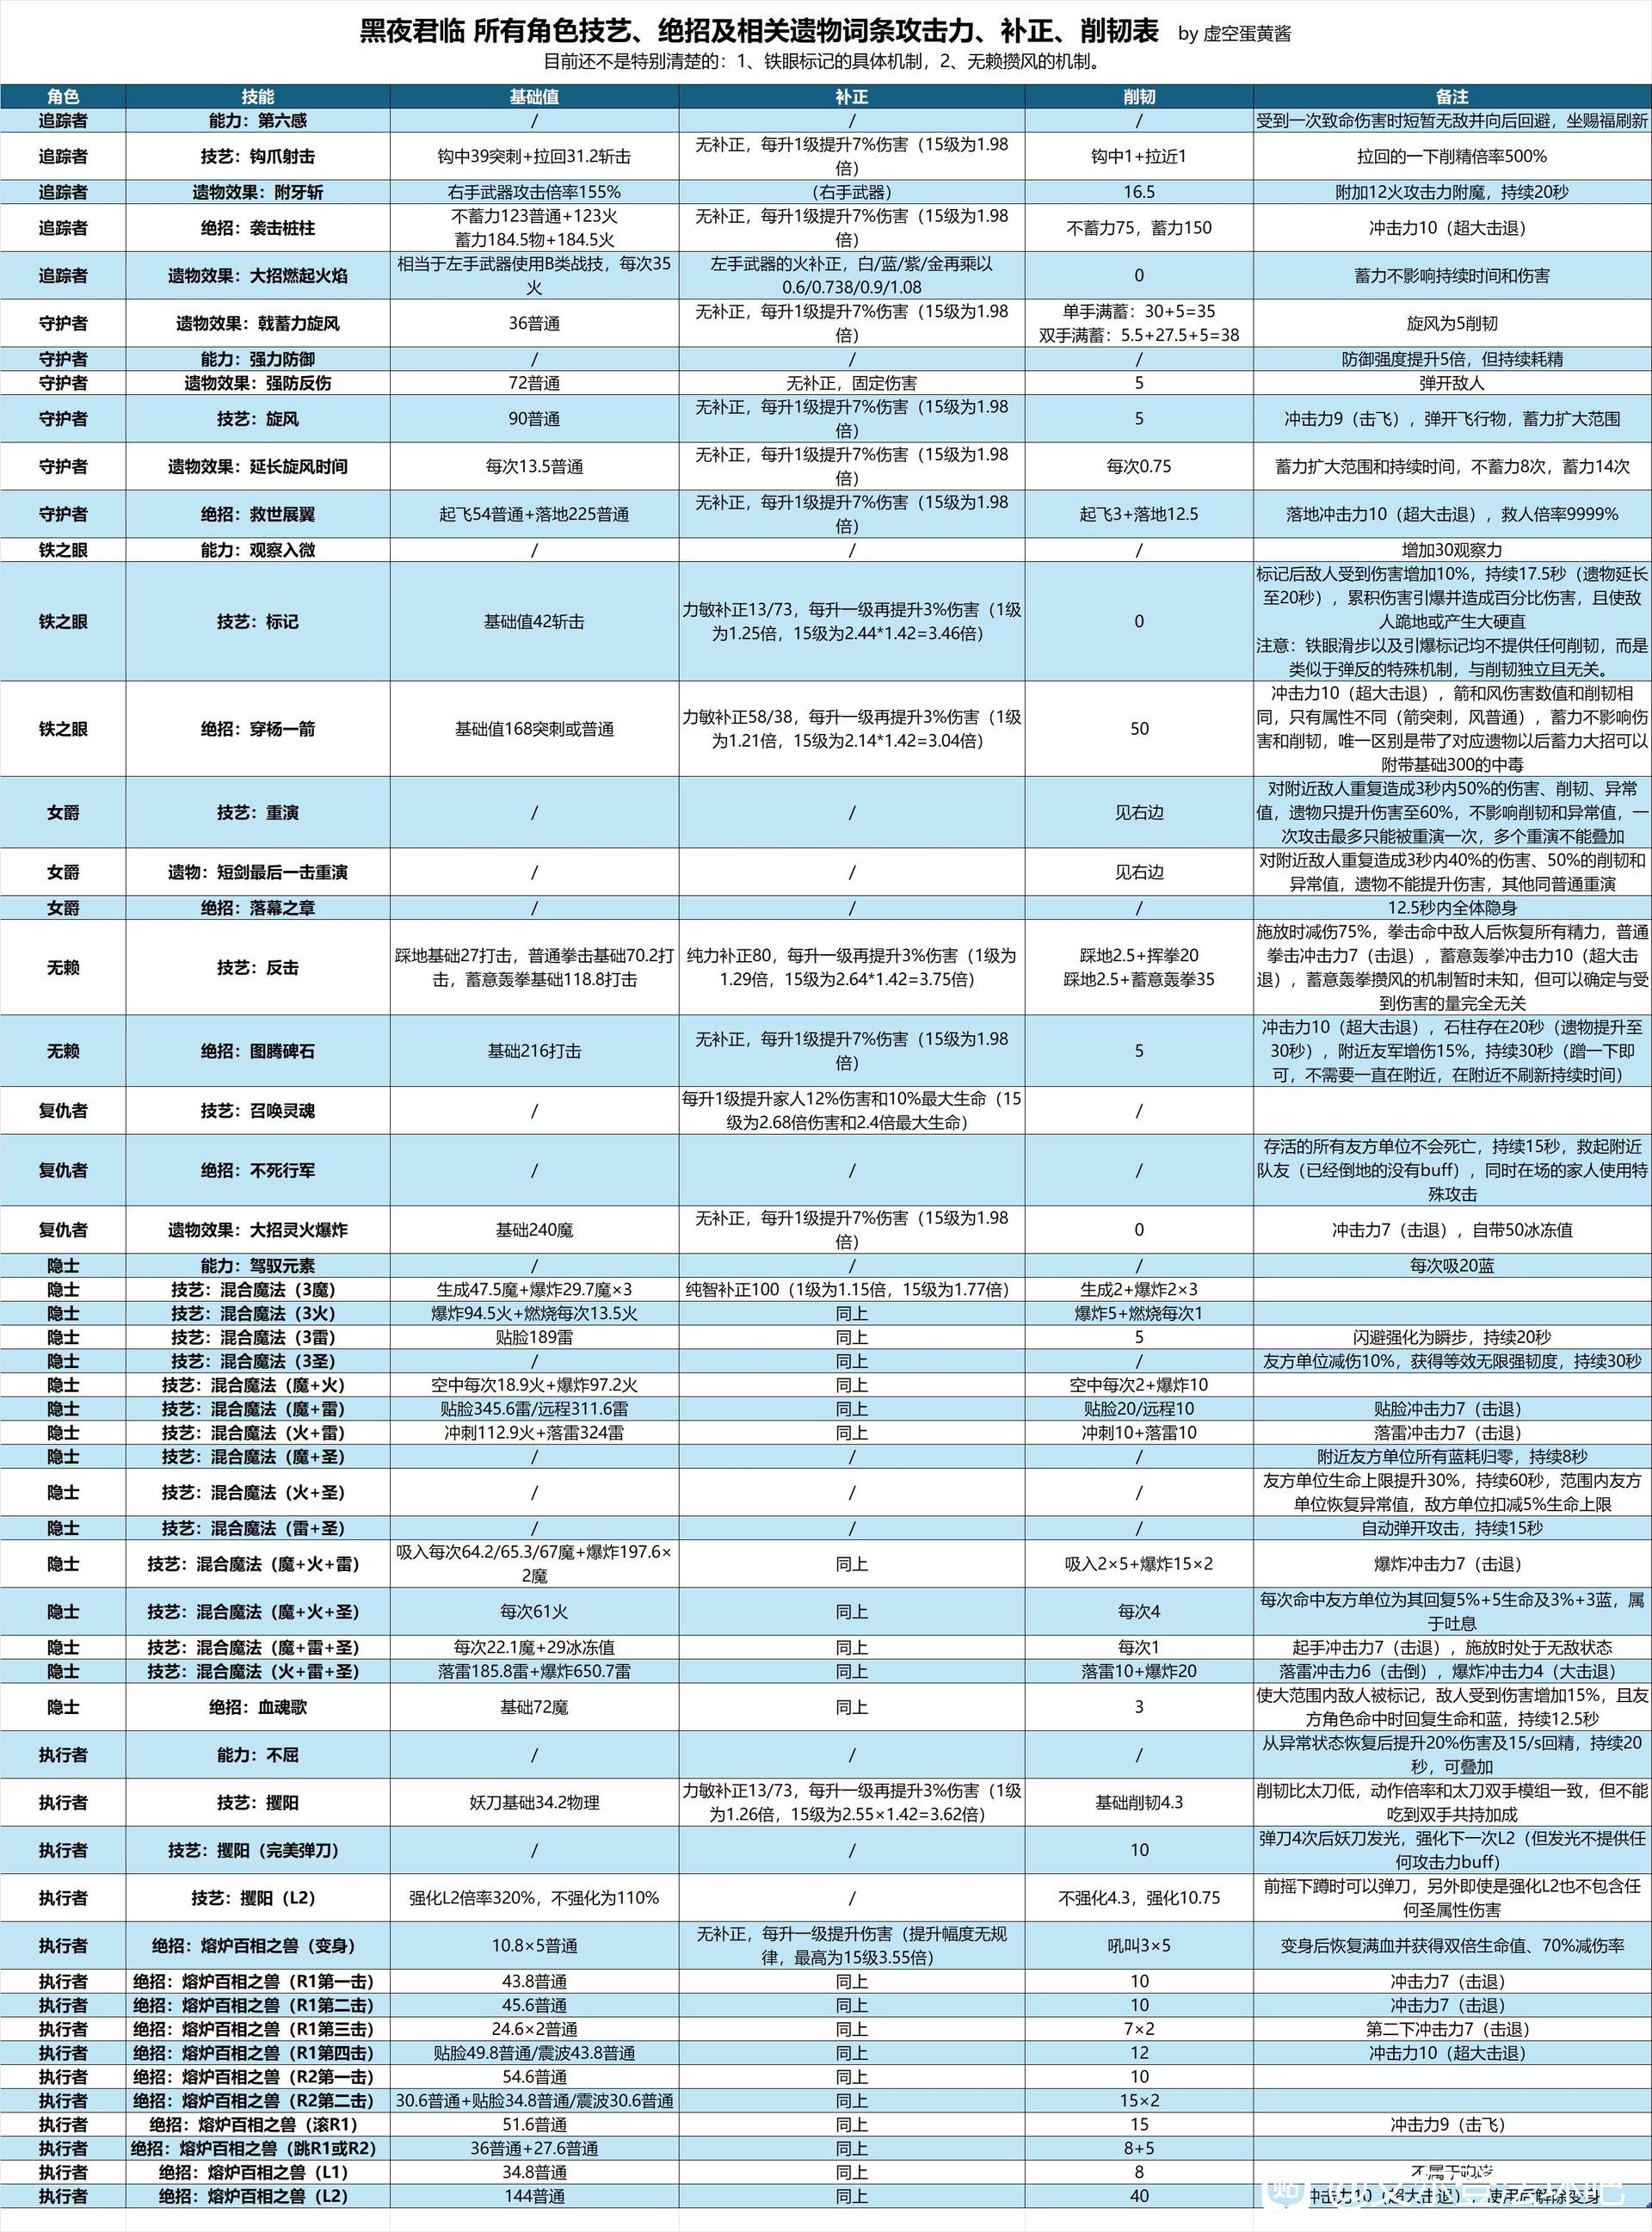 黑夜君临 所有角色技艺、绝招及相关遗物词条攻击力、补正、削韧表 by 虚空蛋黄酱
目前还不是特别清楚的：1、铁眼标记的具体机制，2、无赖攒风的机制。
角色 技能 基础值 补正 削韧 备注
追踪者 能力：第六感 / / / 受到一次致命伤害时短暂无敌并向后回避，坐赐福刷新
追踪者 技艺：钩爪射击 钩中39突刺+拉回31.2斩击 无补正，每升1级提升7%伤害（15级为1.98倍） 钩中1+拉近1 拉回的一下削精倍率500%
追踪者 遗物效果：附牙斩 右手武器攻击倍率155% （右手武器） 16.5 附加12火攻击力附魔，持续20秒
追踪者 绝招：袭击桩柱 不蓄力123普通+123火 蓄力184.5物+184.5火 无补正，每升1级提升7%伤害（15级为1.98倍） 不蓄力75，蓄力150 冲击力10（超大击退）
追踪者 遗物效果：大招燃起火焰 相当于左手武器使用B类战技，每次35火 左手武器的火补正，白/蓝/紫/金再乘以0.6/0.738/0.9/1.08 0 蓄力不影响持续时间和伤害
守护者 遗物效果：戟蓄力旋风 36普通 无补正，每升1级提升7%伤害（15级为1.98倍） 单手满蓄：30+5=35 双手满蓄：5.5+27.5+5=38 旋风为5削韧
守护者 能力：强力防御 / / / 防御强度提升5倍，但持续耗精
守护者 遗物效果：强防反伤 72普通 无补正，固定伤害 5 弹开敌人
守护者 技艺：旋风 90普通 无补正，每升1级提升7%伤害（15级为1.98倍） 5 冲击力9（击飞），弹开飞行物，蓄力扩大范围
守护者 遗物效果：延长旋风时间 每次13.5普通 无补正，每升1级提升7%伤害（15级为1.98倍） 每次0.75 蓄力扩大范围和持续时间，不蓄力8次，蓄力14次
守护者 绝招：救世展翼 起飞54普通+落地225普通 无补正，每升1级提升7%伤害（15级为1.98倍） 起飞3+落地12.5 落地冲击力10（超大击退），救人倍率9999%
铁之眼 能力：观察入微 / / / 增加30观察力
铁之眼 技艺：标记 基础值42斩击 力敏补正13/73，每升一级再提升3%伤害（1级为1.25倍，15级为2.44*1.42=3.46倍） 0 标记后敌人受到伤害增加10%，持续17.5秒（遗物延长至20秒），累积伤害引爆并造成百分比伤害，且使敌人跪地或产生大硬直
注意：铁眼滑步以及引爆标记均不提供任何削韧，而是类似于弹反的特殊机制，与削韧独立且无关。
铁之眼 绝招：穿杨一箭 基础值168突刺或普通 力敏补正58/38，每升一级再提升3%伤害（1级为1.21倍，15级为2.14*1.42=3.04倍） 50 冲击力10（超大击退），箭和风伤害数值和削韧相同，只有属性不同（箭突刺，风普通），蓄力不影响伤害和削韧，唯一区别是带了对应遗物以后蓄力大招可以附带基础300的中毒
女爵 技艺：重演 / / 见右边 对附近敌人重复造成3秒内50%的伤害、削韧、异常值，遗物只提升伤害至60%，不影响削韧和异常值，一次攻击最多只能被重演一次，多个重演不能叠加
女爵 遗物：短剑最后一击重演 / / 见右边 对附近敌人重复造成3秒内40%的伤害、50%的削韧和异常值，遗物不能提升伤害，其他同普通重演
女爵 绝招：落幕之章 / / / 12.5秒内全体隐身
无赖 技艺：反击 踩地基础27打击，普通拳击基础70.2打击，蓄意轰拳基础118.8打击 纯力补正80，每升一级再提升3%伤害（1级为1.29倍，15级为2.64*1.42=3.75倍） 踩地2.5+挥拳20 踩地2.5+蓄意轰拳35 施放时减伤75%，拳击命中敌人后恢复所有精力，普通拳击冲击力7（击退），蓄意轰拳冲击力10（超大击退），蓄意轰拳攒风的机制暂时未知，但可以确定与受到伤害的量完全无关
无赖 绝招：图腾碑石 基础216打击 无补正，每升1级提升7%伤害（15级为1.98倍） 5 冲击力10（超大击退），石柱存在20秒（遗物提升至30秒），附近友军增伤15%，持续30秒（蹭一下即可，不需要一直在附近，在附近不刷新持续时间）
复仇者 技艺：召唤灵魂 / 每升1级提升家人12%伤害和10%最大生命（15级为2.68倍伤害和2.4倍最大生命） /
复仇者 绝招：不死行军 / / / 存活的所有友方单位不会死亡，持续15秒，救起附近队友（已经倒地的没有buff），同时在场的家人使用特殊攻击
复仇者 遗物效果：大招灵火爆炸 基础240魔 无补正，每升1级提升7%伤害（15级为1.98倍） 0 冲击力7（击退），自带50冰冻值
隐士 能力：驾驭元素 / / / 每次吸20蓝
隐士 技艺：混合魔法（3魔） 生成47.5魔+爆炸29.7魔×3 纯智补正100（1级为1.15倍，15级为1.77倍） 生成2+爆炸2×3
隐士 技艺：混合魔法（3火） 爆炸94.5火+燃烧每次13.5火 同上 爆炸5+燃烧每次1
隐士 技艺：混合魔法（3雷） 贴脸189雷 同上 5 闪避强化为瞬步，持续20秒
隐士 技艺：混合魔法（3圣） / 同上 / 友方单位减伤10%，获得等效无限强韧度，持续30秒
隐士 技艺：混合魔法（魔+火） 空中每次18.9火+爆炸97.2火 同上 空中每次2+爆炸10
隐士 技艺：混合魔法（魔+雷） 贴脸345.6雷/远程311.6雷 同上 贴脸20/远程10 贴脸冲击力7（击退）
隐士 技艺：混合魔法（火+雷） 冲刺112.9火+落雷324雷 同上 冲刺10+落雷10 落雷冲击力7（击退）
隐士 技艺：混合魔法（魔+圣） / / / 附近友方单位所有蓝耗归零，持续8秒
隐士 技艺：混合魔法（火+圣） / / / 友方单位生命上限提升30%，持续60秒，范围内友方单位恢复异常值，敌方单位扣减5%生命上限
隐士 技艺：混合魔法（雷+圣） / / / 自动弹开攻击，持续15秒
隐士 技艺：混合魔法（魔+火+雷） 吸入每次64.2/65.3/67魔+爆炸197.6×2魔 同上 吸入2×5+爆炸15×2 爆炸冲击力7（击退）
隐士 技艺：混合魔法（魔+火+圣） 每次61火 同上 每次4 每次命中友方单位为其回复5%+5生命及3%+3蓝，属于吐息
隐士 技艺：混合魔法（魔+雷+圣） 每次22.1魔+29冰冻值 同上 每次1 起手冲击力7（击退），施放时处于无敌状态
隐士 技艺：混合魔法（火+雷+圣） 落雷185.8雷+爆炸650.7雷 同上 落雷10+爆炸20 落雷冲击力6（击倒），爆炸冲击力4（大击退）
隐士 绝招：血魂歌 基础72魔 同上 3 使大范围内敌人被标记，敌人受到伤害增加15%，且友方角色命中时回复生命和蓝，持续12.5秒
执行者 能力：不屈 / / / 从异常状态恢复后提升20%伤害及15/s回精，持续20秒，可叠加
执行者 技艺：攫阳 妖刀基础34.2物理 力敏补正13/73，每升一级再提升3%伤害（1级为1.26倍，15级为2.55×1.42=3.62倍） 基础削韧4.3 削韧比太刀低，动作倍率和太刀双手模组一致，但不能吃到双手共持加成
执行者 技艺：攫阳（完美弹刀） / / 10 弹刀4次后妖刀发光，强化下一次L2（但发光不提供任何攻击力buff）
执行者 技艺：攫阳（L2） 强化L2倍率320%，不强化为110% / 不强化4.3，强化10.75 前摇下蹲时可以弹刀，另外即使是强化L2也不包含任何圣属性伤害
执行者 绝招：熔炉百相之兽（变身） 10.8×5普通 无补正，每升一级提升伤害（提升幅度无规律，最高为15级3.55倍） 吼叫3×5 变身后恢复满血并获得双倍生命值、70%减伤率
执行者 绝招：熔炉百相之兽（R1第一击） 43.8普通 同上 10 冲击力7（击退）
执行者 绝招：熔炉百相之兽（R1第二击） 45.6普通 同上 10 冲击力7（击退）
执行者 绝招：熔炉百相之兽（R1第三击） 24.6×2普通 同上 7×2 第二下冲击力7（击退）
执行者 绝招：熔炉百相之兽（R1第四击） 贴脸49.8普通/震波43.8普通 同上 12 冲击力10（超大击退）
执行者 绝招：熔炉百相之兽（R2第一击） 54.6普通 同上 10
执行者 绝招：熔炉百相之兽（R2第二击） 30.6普通+贴脸34.8普通/震波30.6普通 同上 15×2
执行者 绝招：熔炉百相之兽（滚R1） 51.6普通 同上 15 冲击力9（击飞）
执行者 绝招：熔炉百相之兽（跳R1或R2） 36普通+27.6普通 同上 8+5
执行者 绝招：熔炉百相之兽（L1） 34.8普通 同上 8 不属于
执行者 绝招：熔炉百相之兽（L2） 144普通 同上 40 冲击力10（超大击退），使用后解除变身